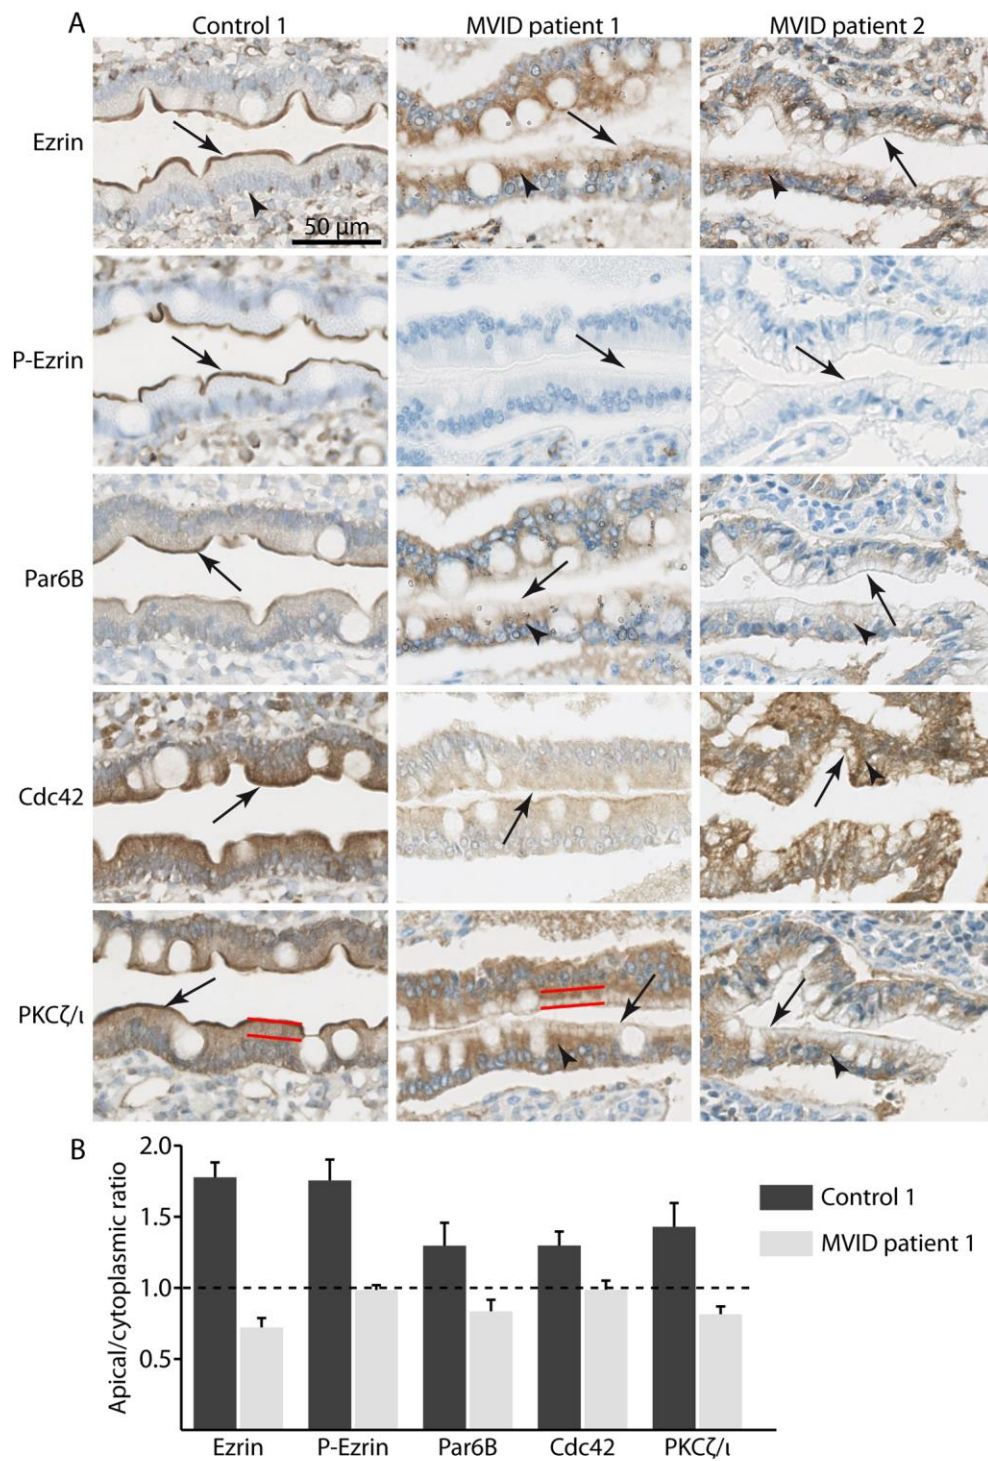 A
Control 1 MVID patient 1 MVID patient 2
Ezrin
50 µm
P-Ezrin
Par6B
Cdc42
PKCζ/ι
B
Apical/cytoplasmic ratio
2.0
1.5
1.0
0.5
Control 1
MVID patient 1
Ezrin P-Ezrin Par6B Cdc42 PKCζ/ι